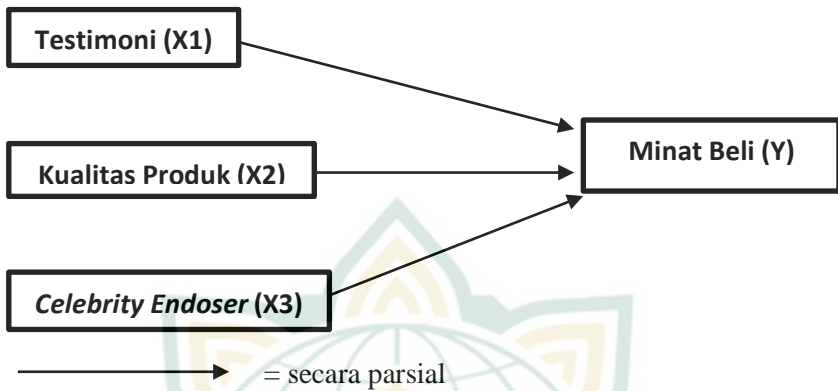 Testimoni (X1)
Minat Beli (Y)
Kualitas Produk (X2)
Celebrity Endoser (X3)
= secara parsial